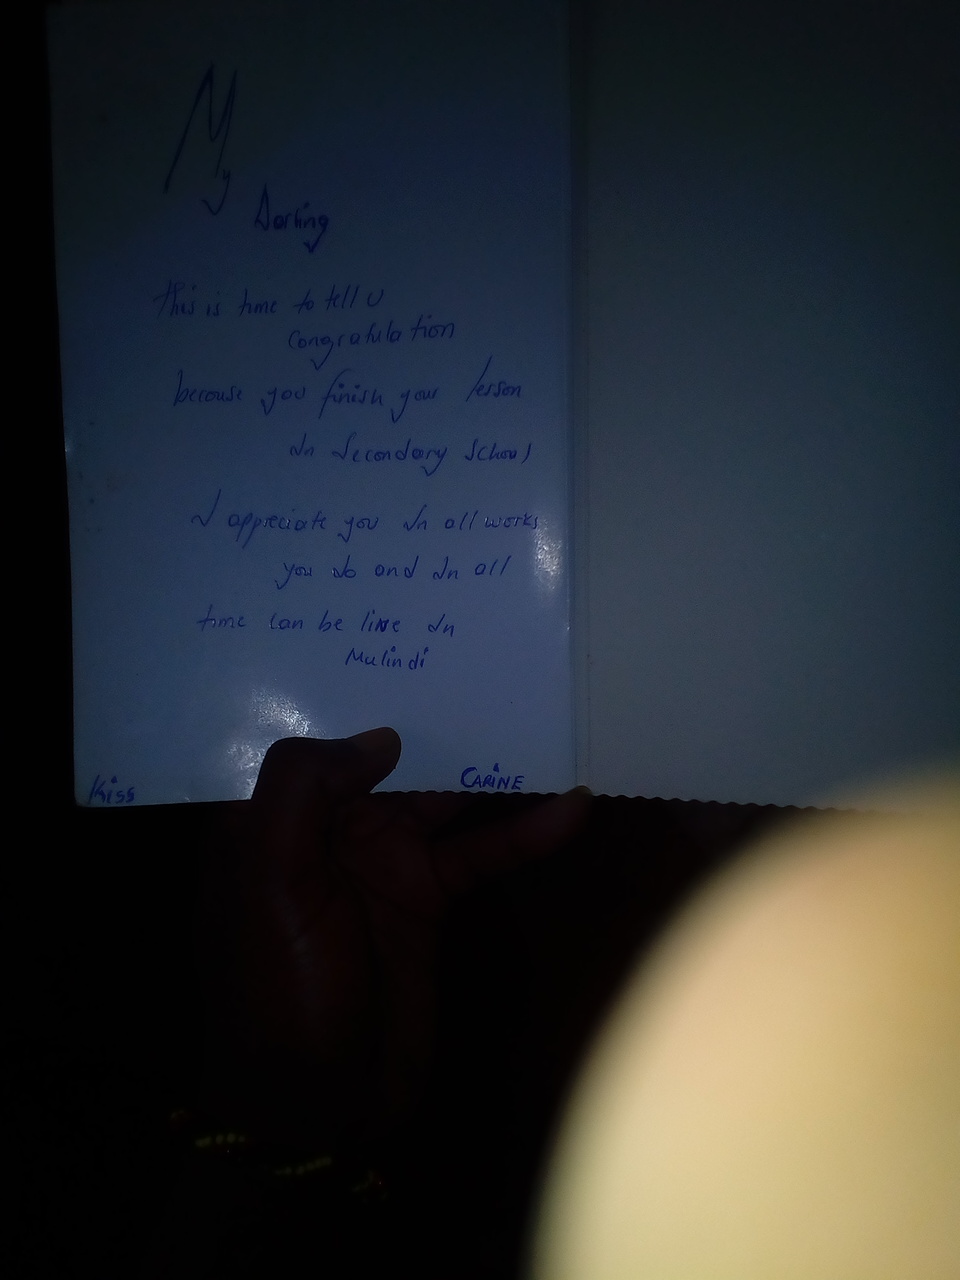 My
Darling
this is time to tell U
Congratulation
because you finish your lesson
In Secondary School
I appreciate you In all works
you do and In all
time can be live In
Mulindi
Kiss
CARiNE